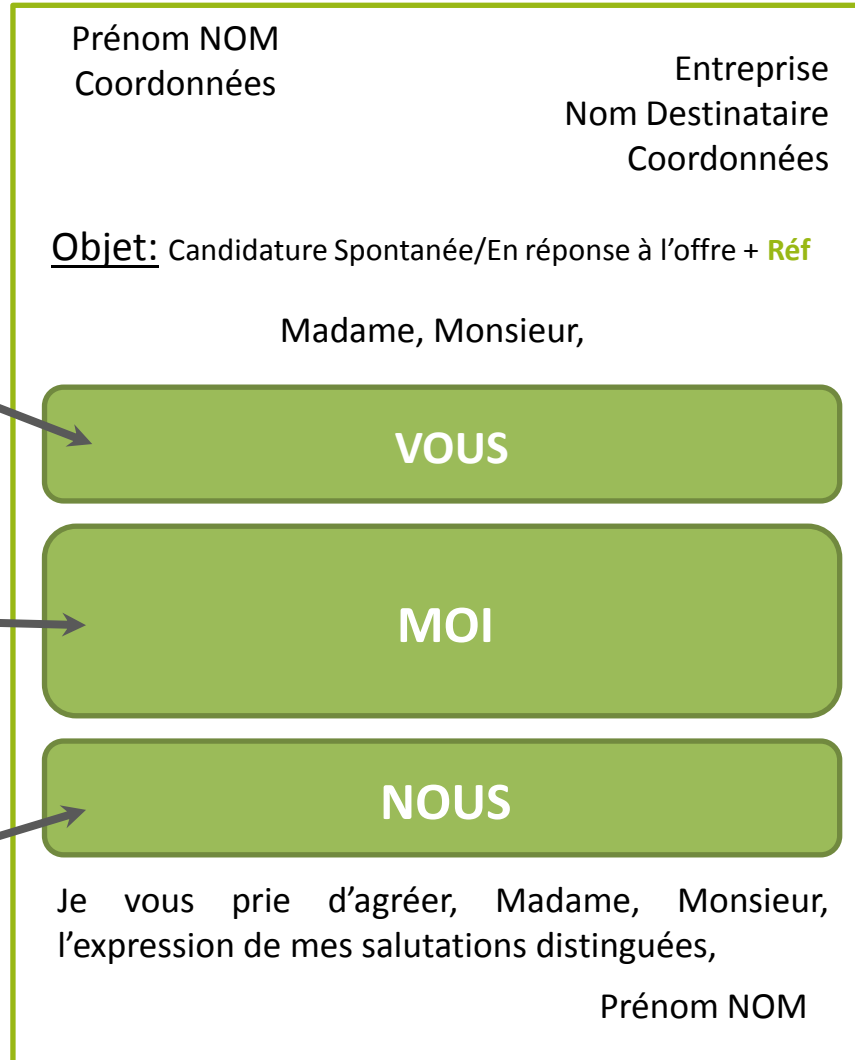 Prénom NOM
Coordonnées
Entreprise
Nom Destinataire
Coordonnées
Objet: Candidature Spontanée/En réponse à l’offre + Réf
Madame, Monsieur,
VOUS
MOI
NOUS
Je vous prie d’agréer, Madame, Monsieur,
l’expression de mes salutations distinguées,
Prénom NOM